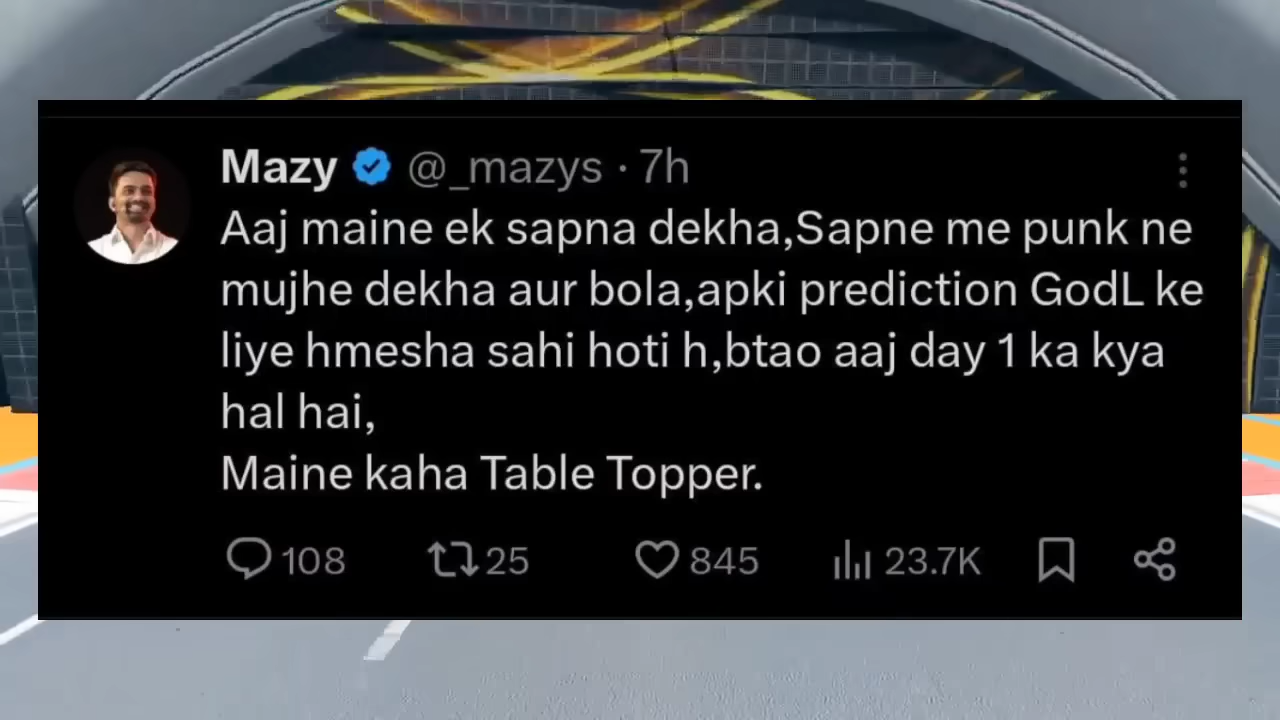 Mazy @_mazys · 7h
Aaj maine ek sapna dekha,Sapne me punk ne
mujhe dekha aur bola,apki prediction GodL ke
liye hmesha sahi hoti h,btao aaj day 1 ka kya
hal hai,
Maine kaha Table Topper.
108 25 845 23.7K